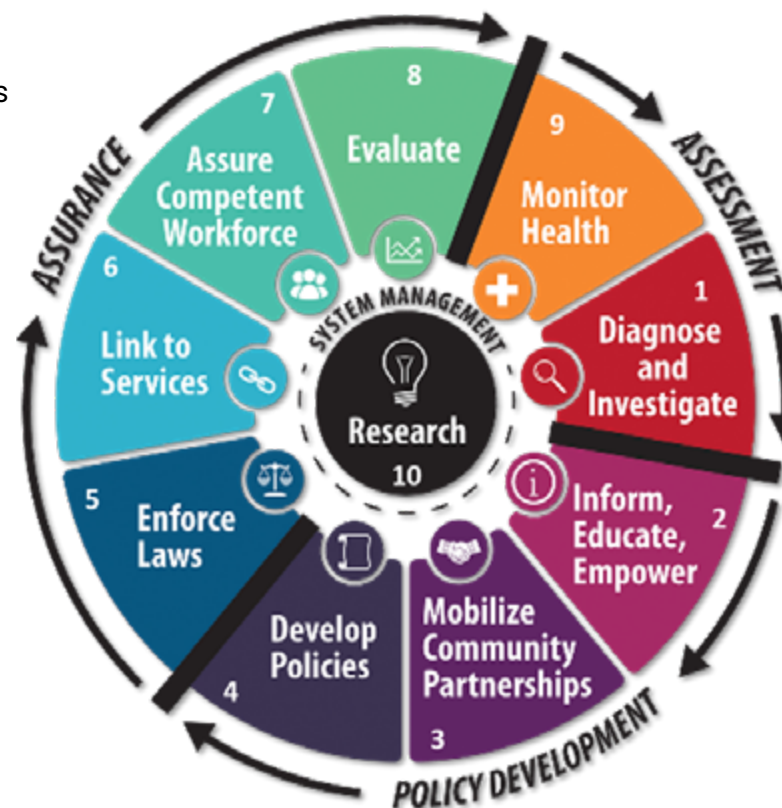 s
8
Evaluate
9
Monitor
Health
1
Diagnose
and
Investigate
2
Inform,
Educate,
Empower
3
Mobilize
Community
Partnerships
4
Develop
Policies
5
Enforce
Laws
6
Link to
Services
7
Assure
Competent
Workforce
SYSTEM MANAGEMENT
Research
10
ASSURANCE
ASSESSMENT
POLICY DEVELOPMENT